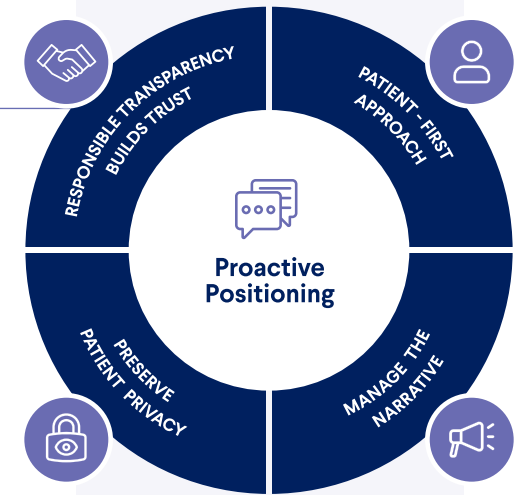 RESPONSIBLE TRANSPARENCY
BUILDS TRUST
PATIENT - FIRST
APPROACH
Proactive
Positioning
PRESERVE
PATIENT PRIVACY
MANAGE THE
NARRATIVE